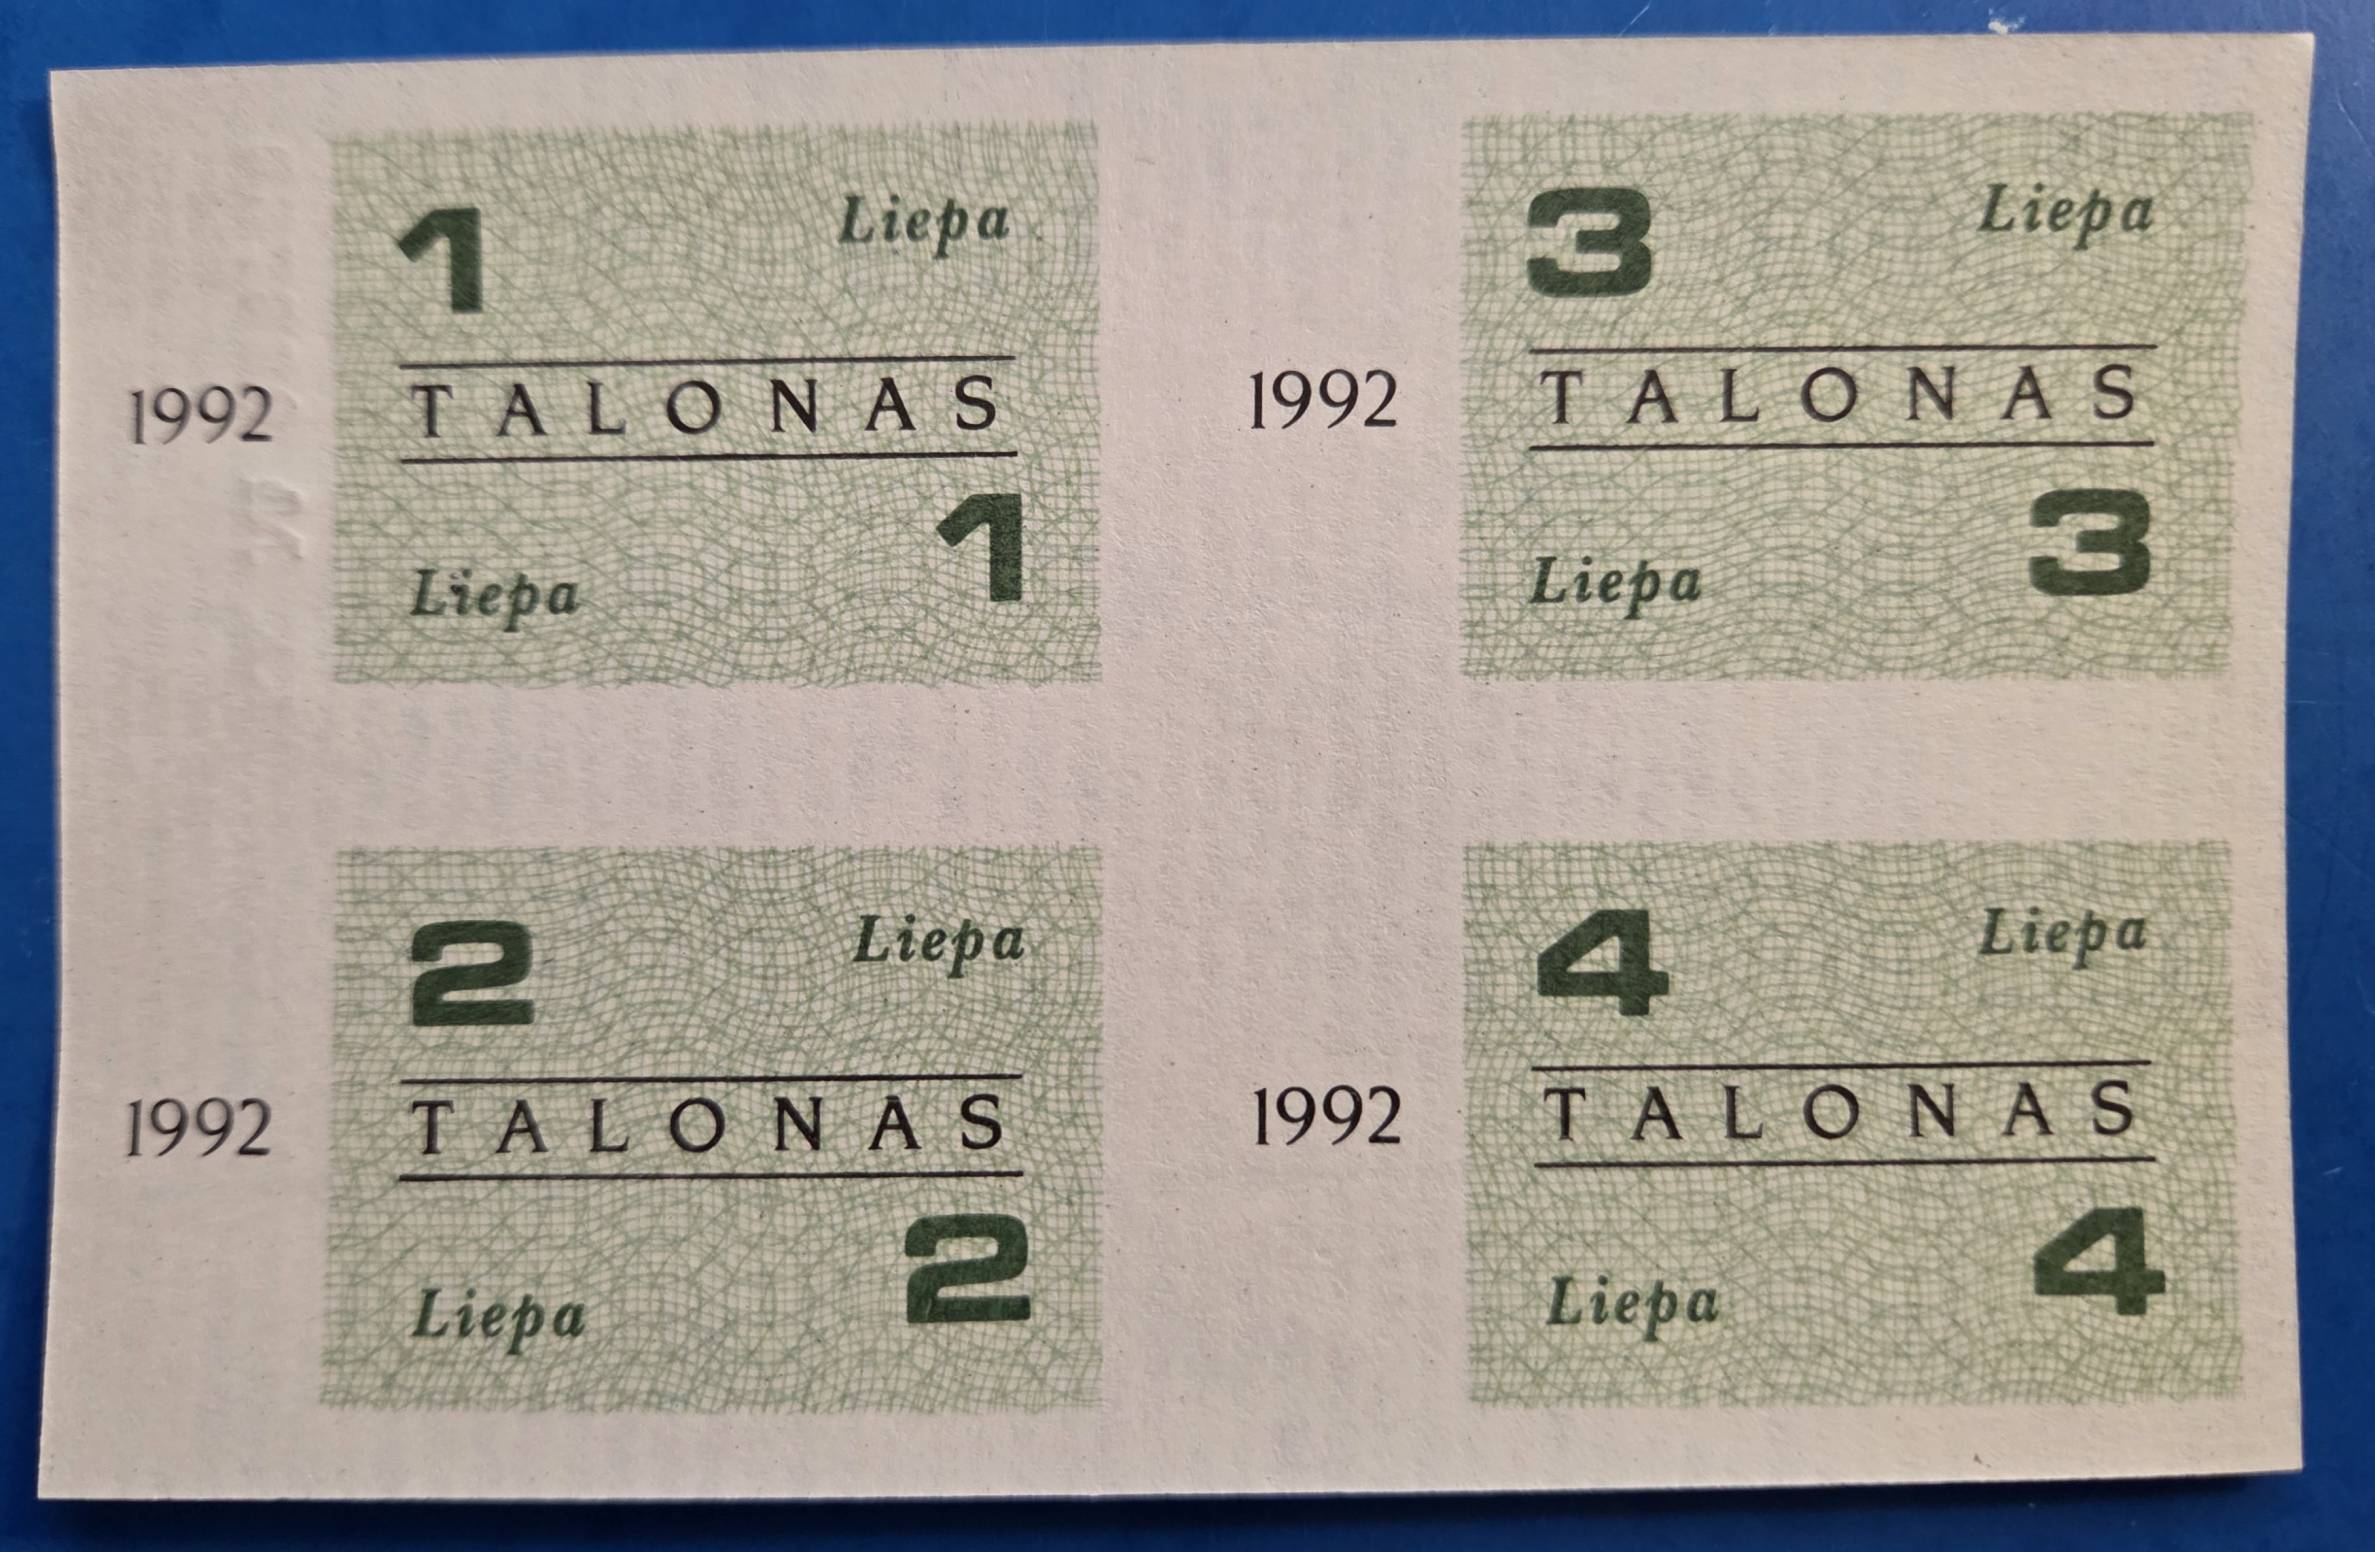 1 Liepa
1992 TALONAS
Liepa 1
3 Liepa
1992 TALONAS
Liepa 3
2 Liepa
1992 TALONAS
Liepa 2
4 Liepa
1992 TALONAS
Liepa 4